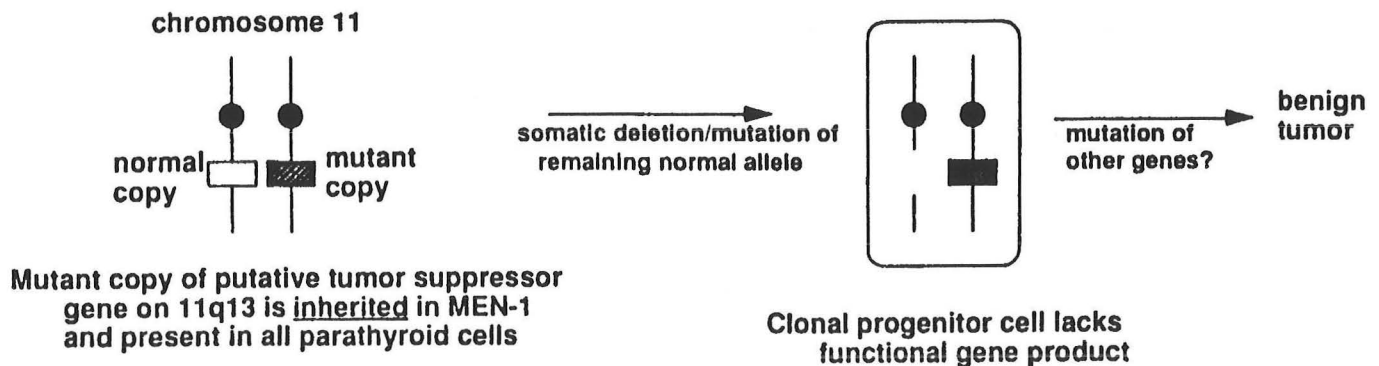 chromosome 11
normal
copy
mutant
copy
somatic deletion/mutation of
remaining normal allele
mutation of
other genes?
benign
tumor
Mutant copy of putative tumor suppressor
gene on 11q13 is inherited in MEN-1
and present in all parathyroid cells
Clonal progenitor cell lacks
functional gene product